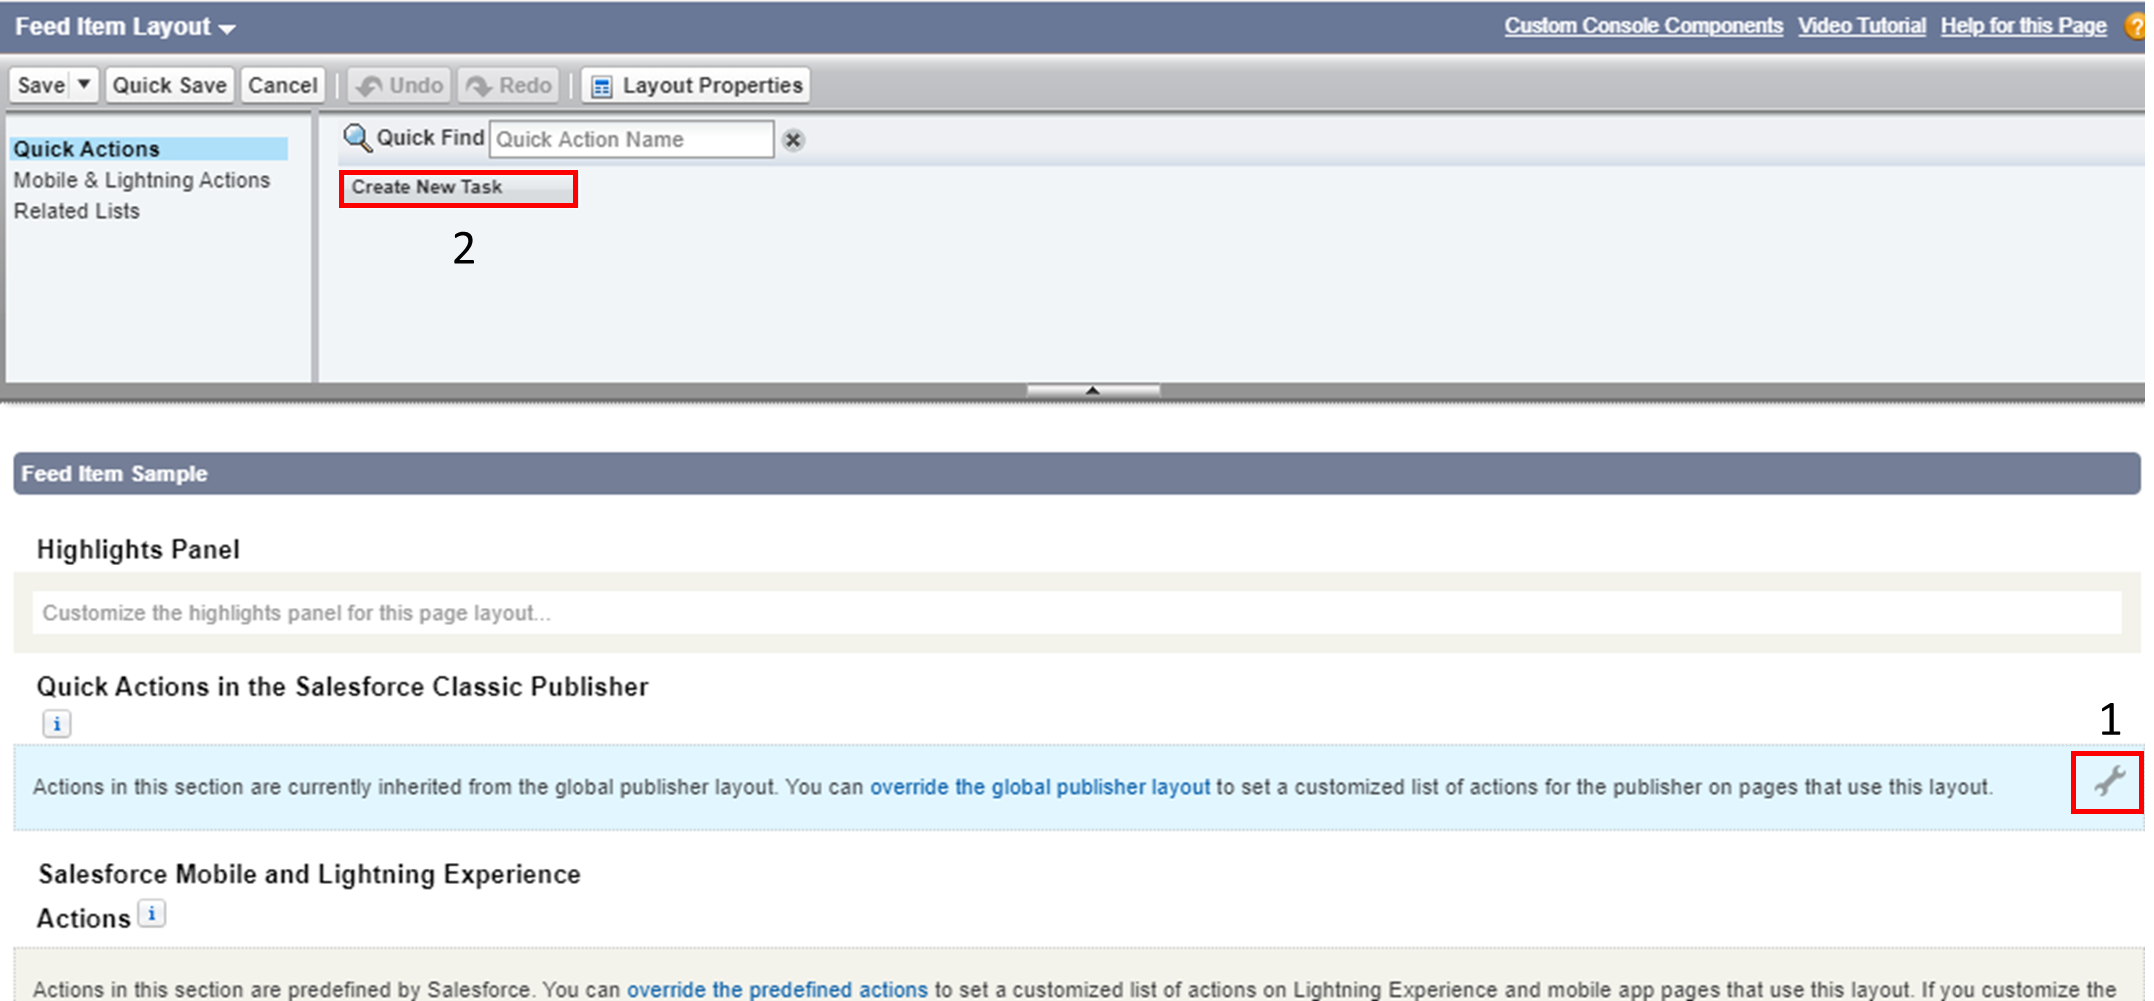 Feed Item Layout
Custom Console Components Video Tutorial Help for this Page ?
Save Quick Save Cancel Undo Redo Layout Properties
Quick Actions
Mobile & Lightning Actions
Related Lists
Quick Find Quick Action Name
Create New Task
2
Feed Item Sample
Highlights Panel
Customize the highlights panel for this page layout...
Quick Actions in the Salesforce Classic Publisher
i
1
Actions in this section are currently inherited from the global publisher layout. You can override the global publisher layout to set a customized list of actions for the publisher on pages that use this layout.
Salesforce Mobile and Lightning Experience
Actions i
Actions in this section are predefined by Salesforce. You can override the predefined actions to set a customized list of actions on Lightning Experience and mobile app pages that use this layout. If you customize the